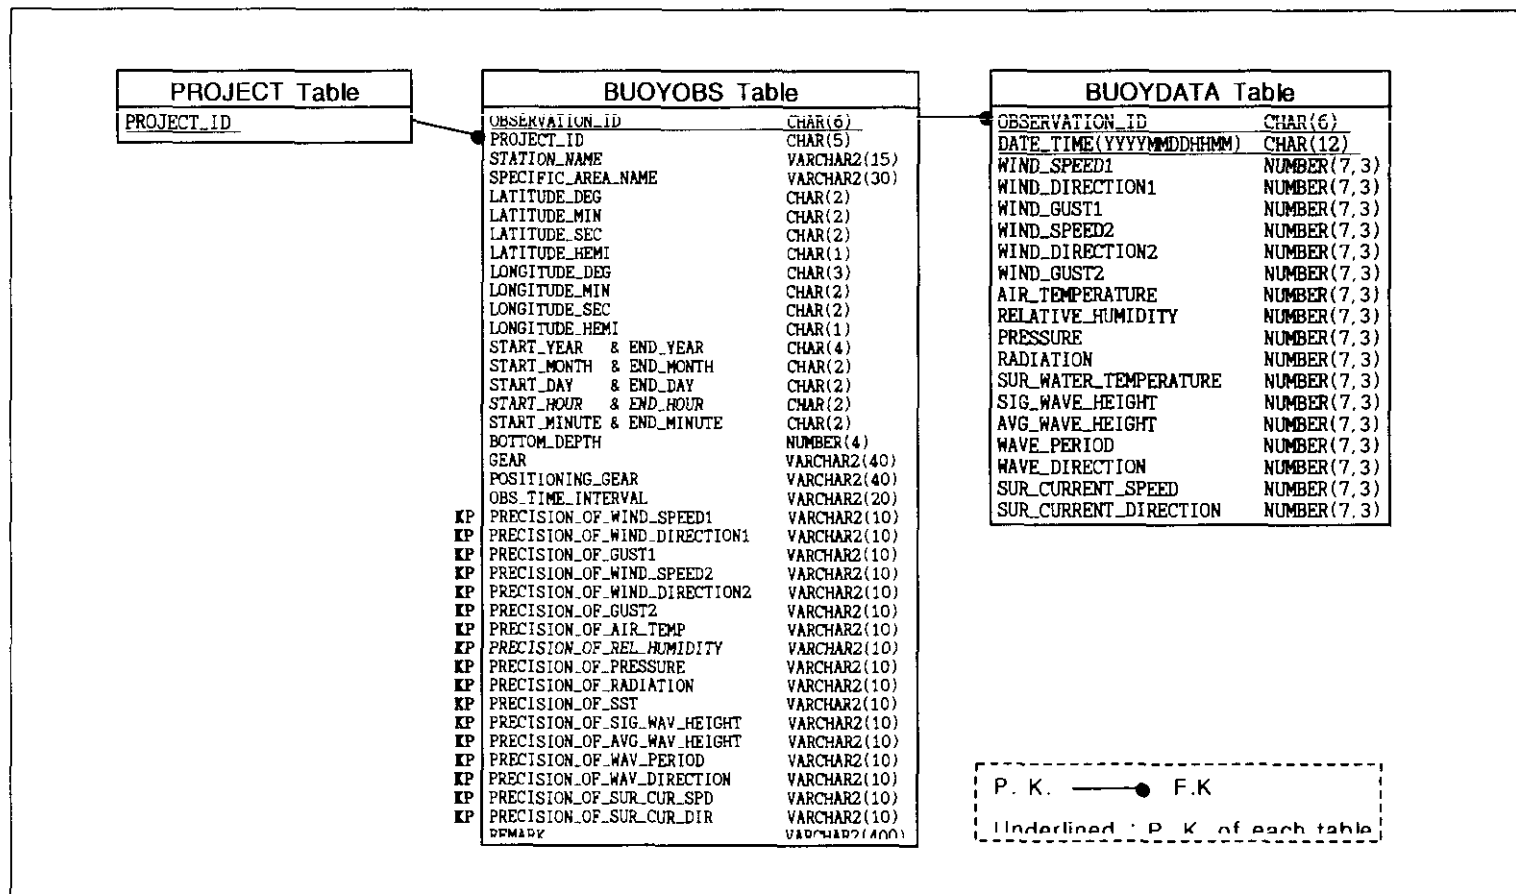 PROJECT Table
PROJECT_ID
BUOYOBS Table
OBSERVATION_ID CHAR(6)
PROJECT_ID CHAR(5)
STATION_NAME VARCHAR2(15)
SPECIFIC_AREA_NAME VARCHAR2(30)
LATITUDE_DEG CHAR(2)
LATITUDE_MIN CHAR(2)
LATITUDE_SEC CHAR(2)
LATITUDE_HEMI CHAR(1)
LONGITUDE_DEG CHAR(3)
LONGITUDE_MIN CHAR(2)
LONGITUDE_SEC CHAR(2)
LONGITUDE_HEMI CHAR(1)
START_YEAR & END_YEAR CHAR(4)
START_MONTH & END_MONTH CHAR(2)
START_DAY & END_DAY CHAR(2)
START_HOUR & END_HOUR CHAR(2)
START_MINUTE & END_MINUTE CHAR(2)
BOTTOM_DEPTH NUMBER(4)
GEAR VARCHAR2(40)
POSITIONING_GEAR VARCHAR2(40)
OBS_TIME_INTERVAL VARCHAR2(20)
KP PRECISION_OF_WIND_SPEED1 VARCHAR2(10)
KP PRECISION_OF_WIND_DIRECTION1 VARCHAR2(10)
KP PRECISION_OF_GUST1 VARCHAR2(10)
KP PRECISION_OF_WIND_SPEED2 VARCHAR2(10)
KP PRECISION_OF_WIND_DIRECTION2 VARCHAR2(10)
KP PRECISION_OF_GUST2 VARCHAR2(10)
KP PRECISION_OF_AIR_TEMP VARCHAR2(10)
KP PRECISION_OF_REL_HUMIDITY VARCHAR2(10)
KP PRECISION_OF_PRESSURE VARCHAR2(10)
KP PRECISION_OF_RADIATION VARCHAR2(10)
KP PRECISION_OF_SST VARCHAR2(10)
KP PRECISION_OF_SIG_WAV_HEIGHT VARCHAR2(10)
KP PRECISION_OF_AVG_WAV_HEIGHT VARCHAR2(10)
KP PRECISION_OF_WAV_PERIOD VARCHAR2(10)
KP PRECISION_OF_WAV_DIRECTION VARCHAR2(10)
KP PRECISION_OF_SUR_CUR_SPD VARCHAR2(10)
KP PRECISION_OF_SUR_CUR_DIR VARCHAR2(10)
REMARK VARCHAR2(400)
BUOYDATA Table
OBSERVATION_ID CHAR(6)
DATE_TIME(YYYYMMDDHHMM) CHAR(12)
WIND_SPEED1 NUMBER(7,3)
WIND_DIRECTION1 NUMBER(7,3)
WIND_GUST1 NUMBER(7,3)
WIND_SPEED2 NUMBER(7,3)
WIND_DIRECTION2 NUMBER(7,3)
WIND_GUST2 NUMBER(7,3)
AIR_TEMPERATURE NUMBER(7,3)
RELATIVE_HUMIDITY NUMBER(7,3)
PRESSURE NUMBER(7,3)
RADIATION NUMBER(7,3)
SUR_WATER_TEMPERATURE NUMBER(7,3)
SIG_WAVE_HEIGHT NUMBER(7,3)
AVG_WAVE_HEIGHT NUMBER(7,3)
WAVE_PERIOD NUMBER(7,3)
WAVE_DIRECTION NUMBER(7,3)
SUR_CURRENT_SPEED NUMBER(7,3)
SUR_CURRENT_DIRECTION NUMBER(7,3)
P. K. F.K
Underlined : P. K. of each table